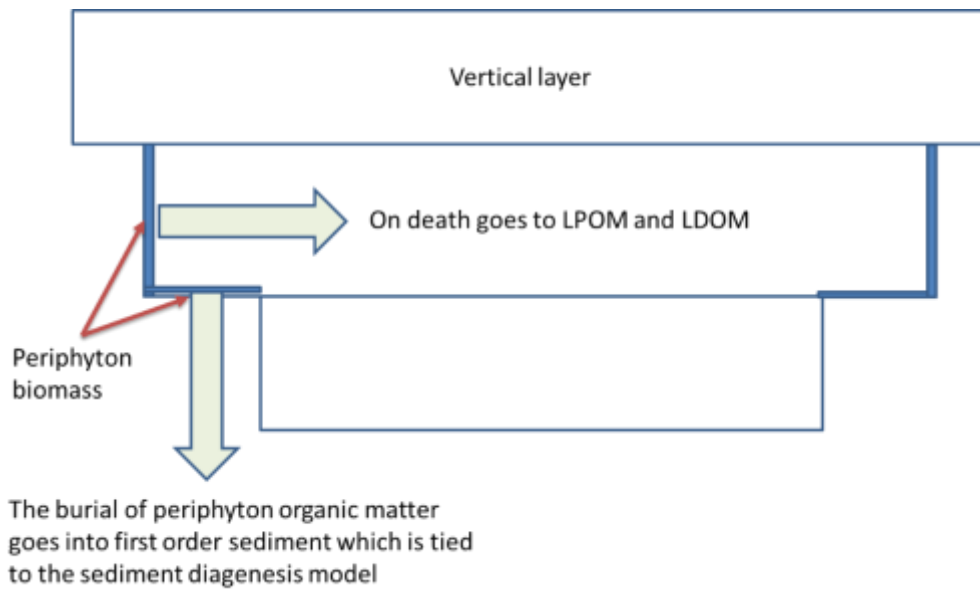 Vertical layer
On death goes to LPOM and LDOM
Periphyton
biomass
The burial of periphyton organic matter
goes into first order sediment which is tied
to the sediment diagenesis model